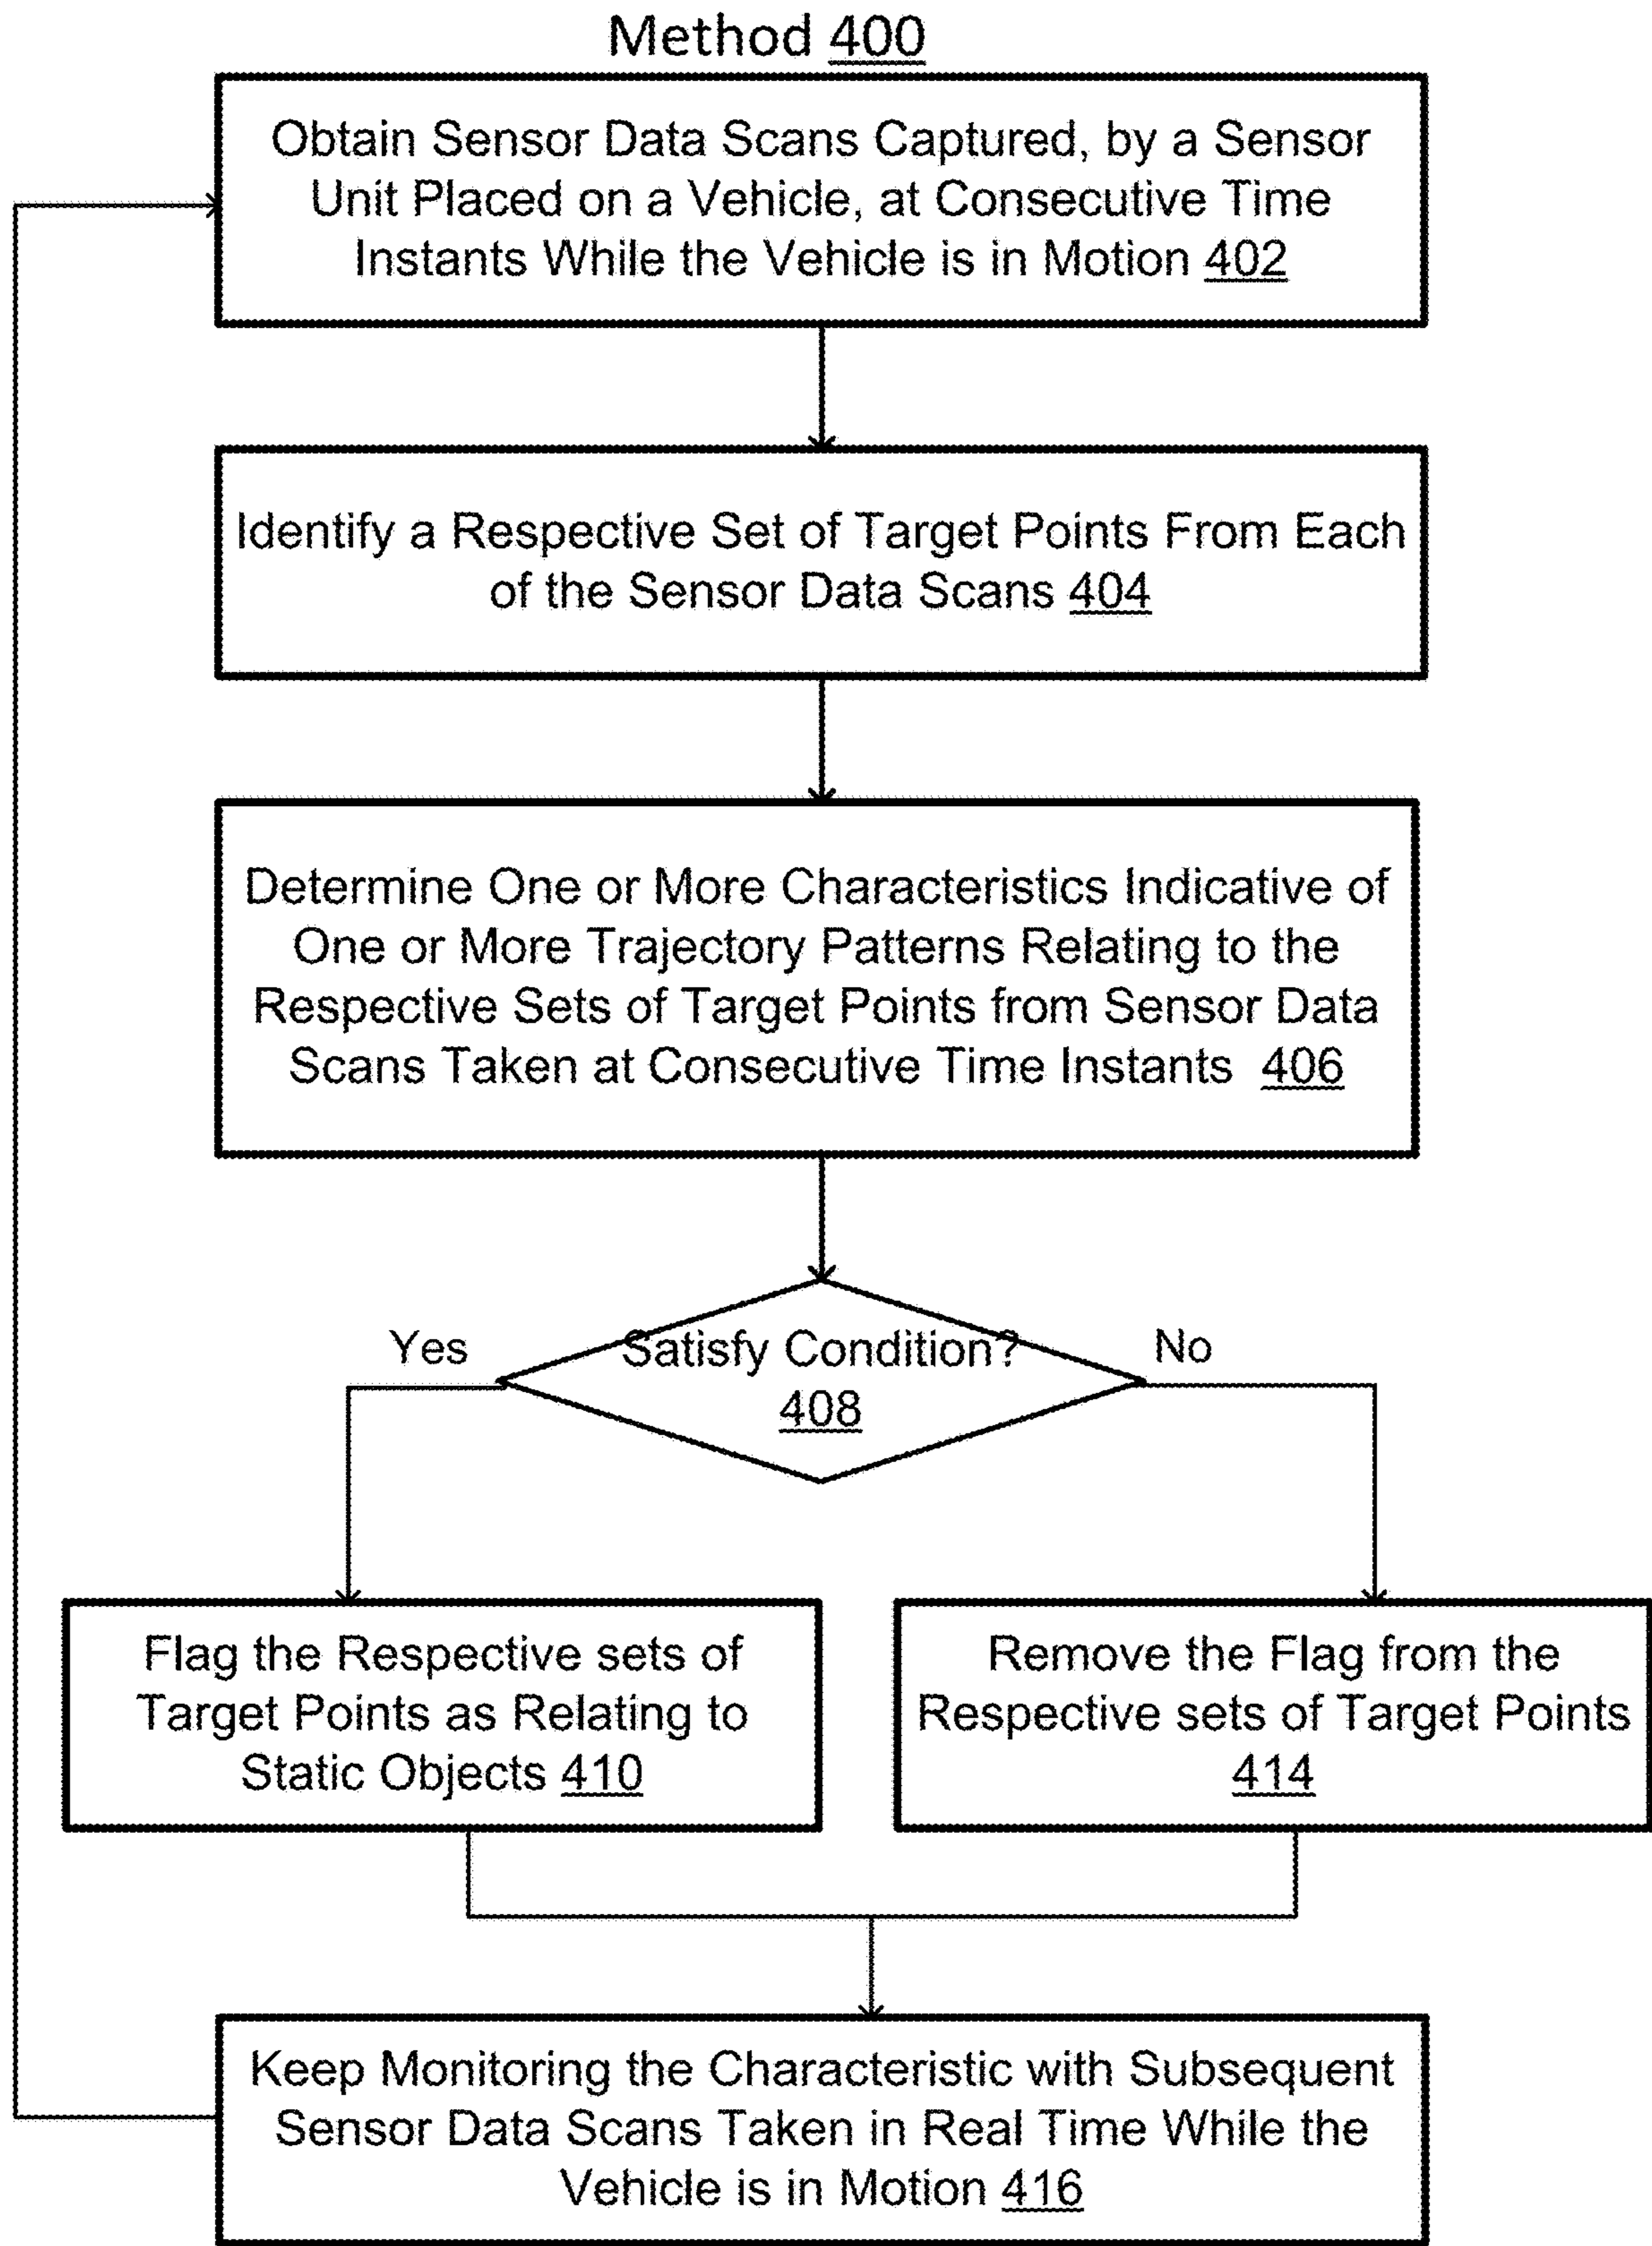 Method 400
Obtain Sensor Data Scans Captured, by a Sensor
Unit Placed on a Vehicle, at Consecutive Time
Instants While the Vehicle is in Motion 402
Identify a Respective Set of Target Points From Each
of the Sensor Data Scans 404
Determine One or More Characteristics Indicative of
One or More Trajectory Patterns Relating to the
Respective Sets of Target Points from Sensor Data
Scans Taken at Consecutive Time Instants 406
Yes
Satisfy Condition?
No
408
Flag the Respective sets of
Target Points as Relating to
Static Objects 410
Remove the Flag from the
Respective sets of Target Points
414
Keep Monitoring the Characteristic with Subsequent
Sensor Data Scans Taken in Real Time While the
Vehicle is in Motion 416